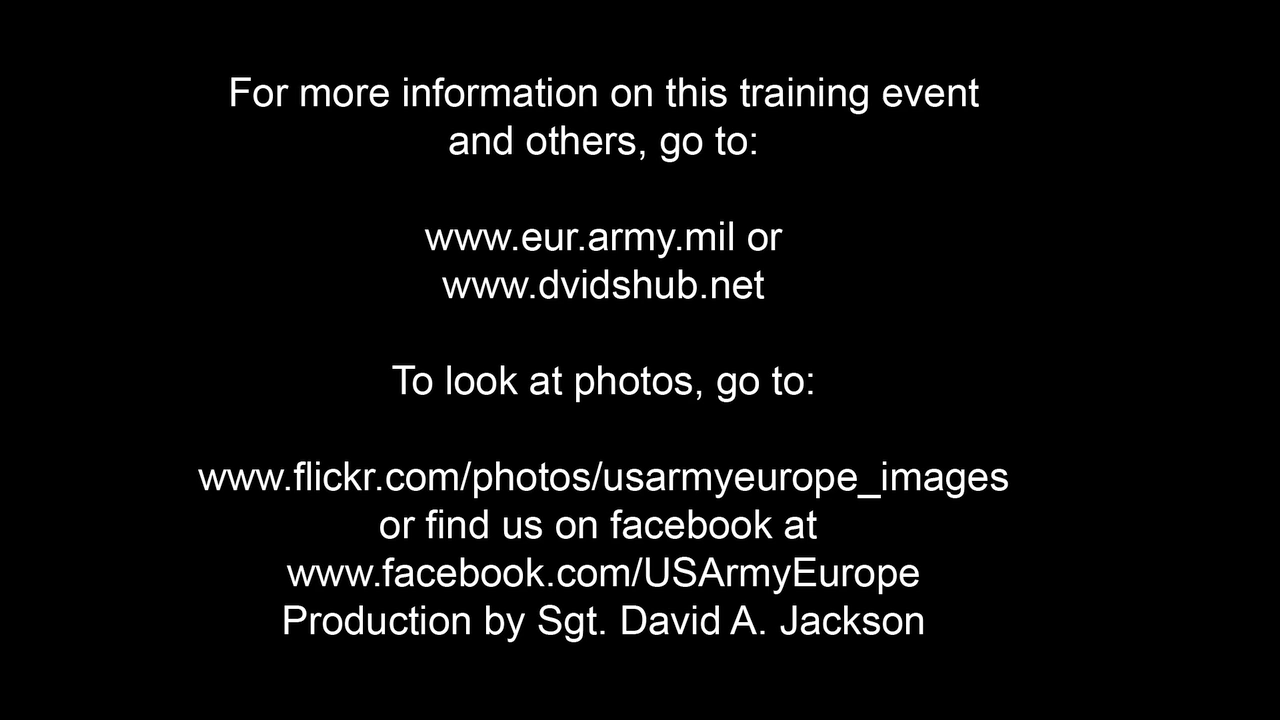 For more information on this training event
and others, go to:
www.eur.army.mil or
www.dvidshub.net
To look at photos, go to:
www.flickr.com/photos/usarmyeurope_images
or find us on facebook at
www.facebook.com/USArmyEurope
Production by Sgt. David A. Jackson